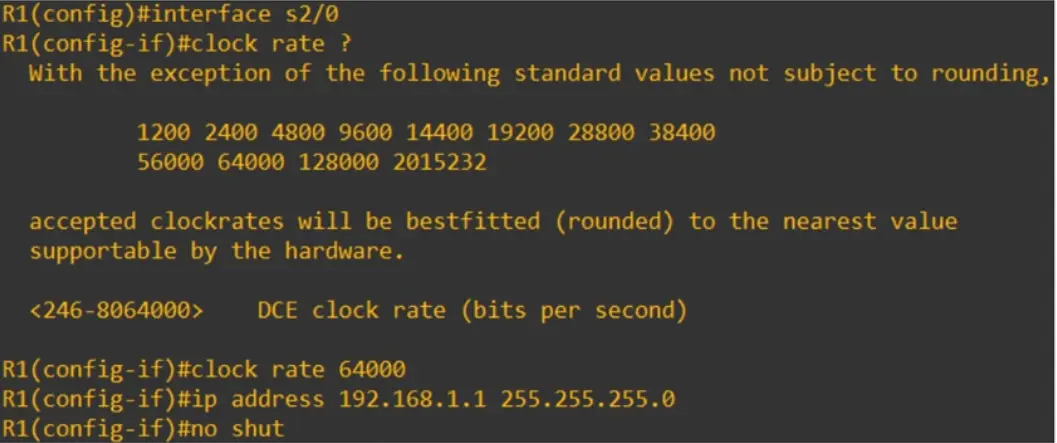 R1(config)#interface s2/0
R1(config-if)#clock rate ?
With the exception of the following standard values not subject to rounding,
1200 2400 4800 9600 14400 19200 28800 38400
56000 64000 128000 2015232
accepted clockrates will be bestfitted (rounded) to the nearest value
supportable by the hardware.
<246-8064000> DCE clock rate (bits per second)
R1(config-if)#clock rate 64000
R1(config-if)#ip address 192.168.1.1 255.255.255.0
R1(config-if)#no shut